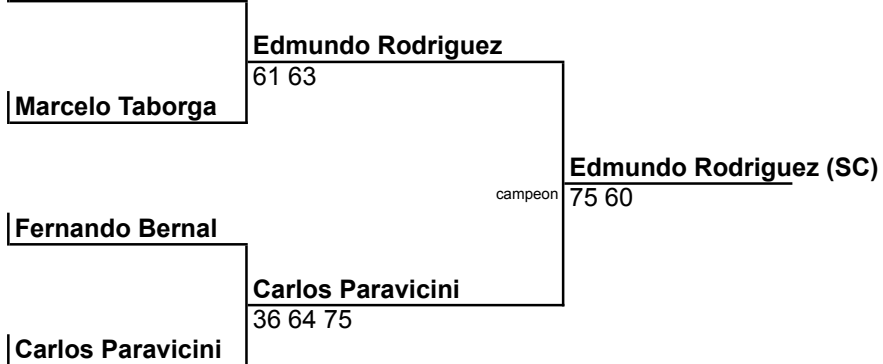 Edmundo Rodriguez
61 63
Marcelo Taborga
Edmundo Rodriguez (SC)
campeon
75 60
Fernando Bernal
Carlos Paravicini
36 64 75
Carlos Paravicini